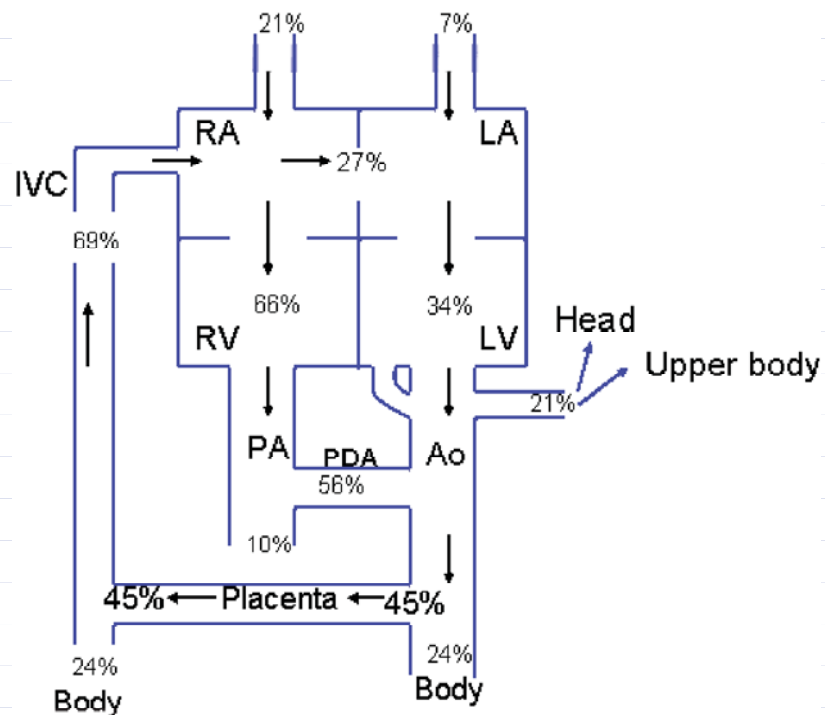 21%
7%
RA
LA
27%
IVC
69%
66%
34%
RV
LV
Head
Upper body
21%
PA
PDA
Ao
56%
10%
45%
Placenta
45%
24%
24%
Body
Body